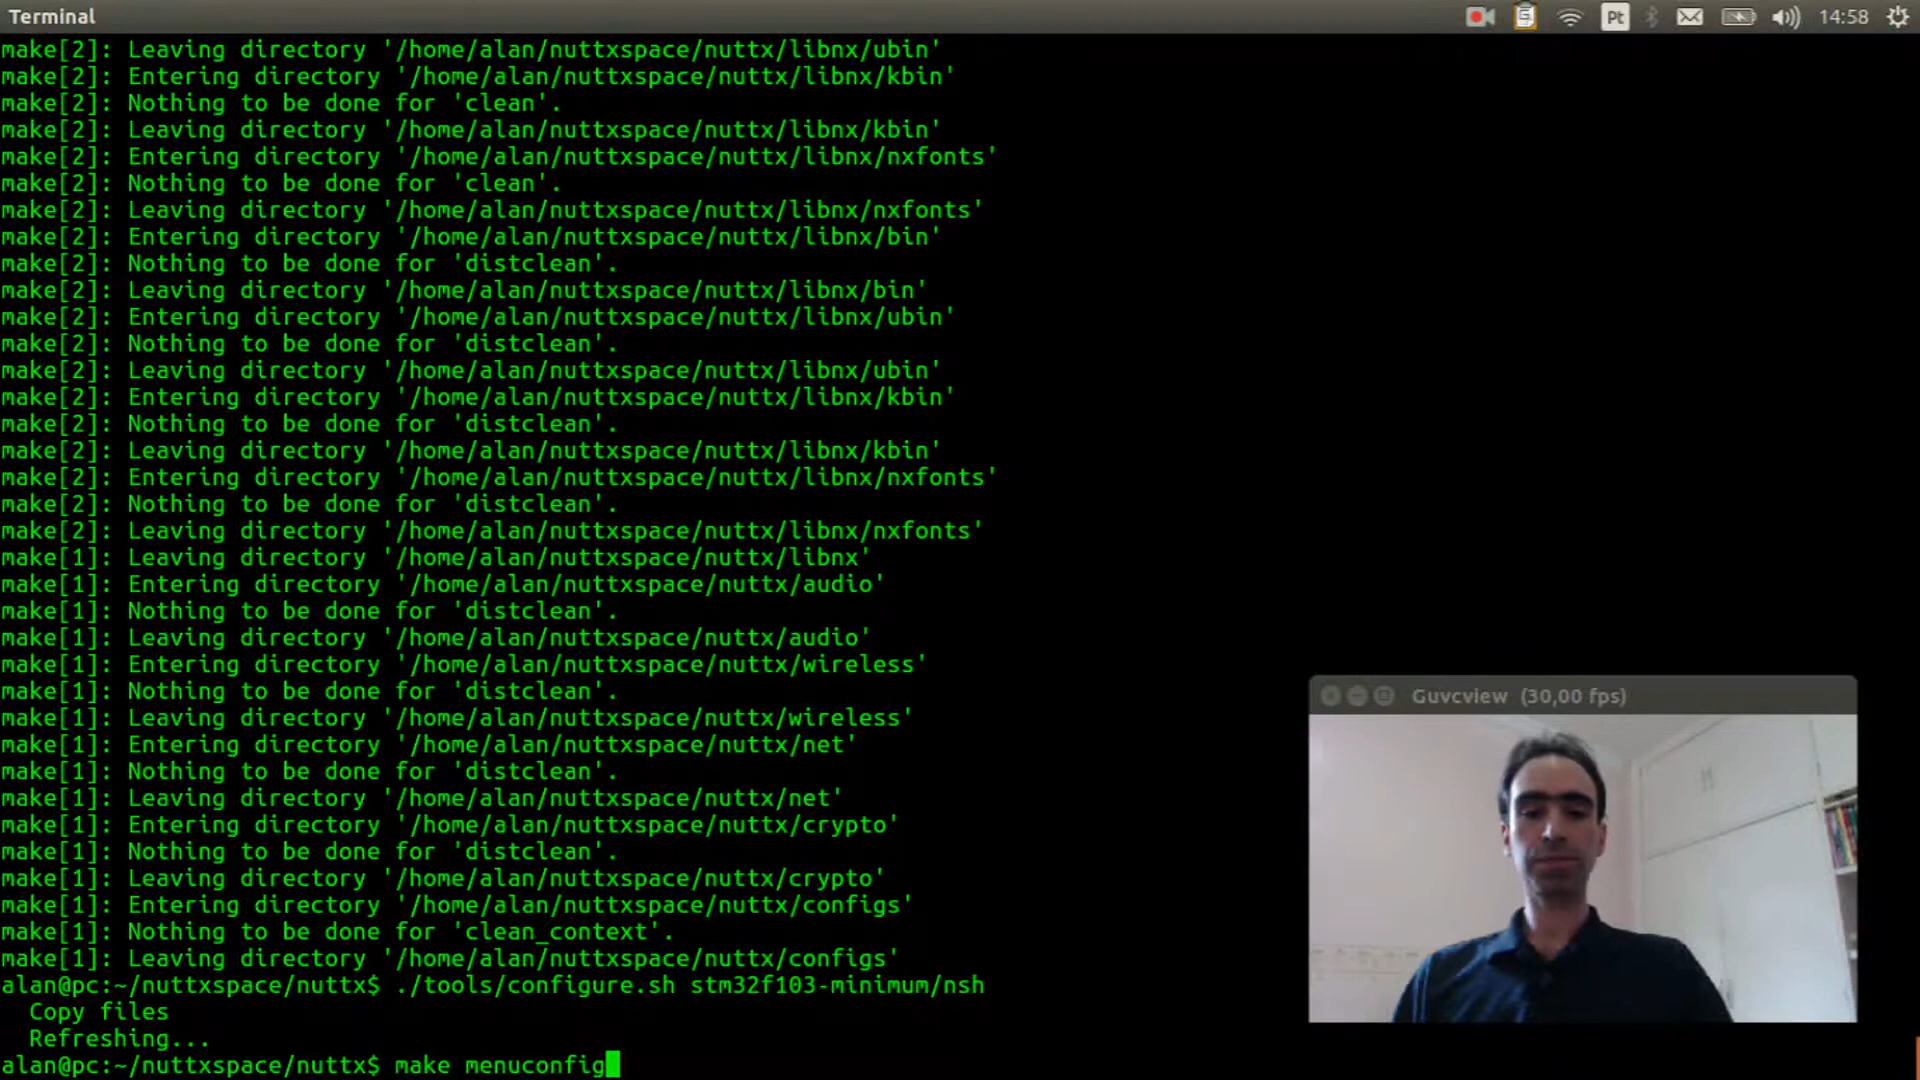 Terminal
Pt
14:58
make[2]: Leaving directory '/home/alan/nuttxspace/nuttx/libnx/ubin'
make[2]: Entering directory '/home/alan/nuttxspace/nuttx/libnx/kbin'
make[2]: Nothing to be done for 'clean'.
make[2]: Leaving directory '/home/alan/nuttxspace/nuttx/libnx/kbin'
make[2]: Entering directory '/home/alan/nuttxspace/nuttx/libnx/nxfonts'
make[2]: Nothing to be done for 'clean'.
make[2]: Leaving directory '/home/alan/nuttxspace/nuttx/libnx/nxfonts'
make[2]: Entering directory '/home/alan/nuttxspace/nuttx/libnx/bin'
make[2]: Nothing to be done for 'distclean'.
make[2]: Leaving directory '/home/alan/nuttxspace/nuttx/libnx/bin'
make[2]: Entering directory '/home/alan/nuttxspace/nuttx/libnx/ubin'
make[2]: Nothing to be done for 'distclean'.
make[2]: Leaving directory '/home/alan/nuttxspace/nuttx/libnx/ubin'
make[2]: Entering directory '/home/alan/nuttxspace/nuttx/libnx/kbin'
make[2]: Nothing to be done for 'distclean'.
make[2]: Leaving directory '/home/alan/nuttxspace/nuttx/libnx/kbin'
make[2]: Entering directory '/home/alan/nuttxspace/nuttx/libnx/nxfonts'
make[2]: Nothing to be done for 'distclean'.
make[2]: Leaving directory '/home/alan/nuttxspace/nuttx/libnx/nxfonts'
make[1]: Leaving directory '/home/alan/nuttxspace/nuttx/libnx'
make[1]: Entering directory '/home/alan/nuttxspace/nuttx/audio'
make[1]: Nothing to be done for 'distclean'.
make[1]: Leaving directory '/home/alan/nuttxspace/nuttx/audio'
make[1]: Entering directory '/home/alan/nuttxspace/nuttx/wireless'
make[1]: Nothing to be done for 'distclean'.
make[1]: Leaving directory '/home/alan/nuttxspace/nuttx/wireless'
make[1]: Entering directory '/home/alan/nuttxspace/nuttx/net'
make[1]: Nothing to be done for 'distclean'.
make[1]: Leaving directory '/home/alan/nuttxspace/nuttx/net'
make[1]: Entering directory '/home/alan/nuttxspace/nuttx/crypto'
make[1]: Nothing to be done for 'distclean'.
make[1]: Leaving directory '/home/alan/nuttxspace/nuttx/crypto'
make[1]: Entering directory '/home/alan/nuttxspace/nuttx/configs'
make[1]: Nothing to be done for 'clean_context'.
make[1]: Leaving directory '/home/alan/nuttxspace/nuttx/configs'
alan@pc:~/nuttxspace/nuttx$ ./tools/configure.sh stm32f103-minimum/nsh
  Copy files
  Refreshing...
alan@pc:~/nuttxspace/nuttx$ make menuconfig
Guvcview (30,00 fps)